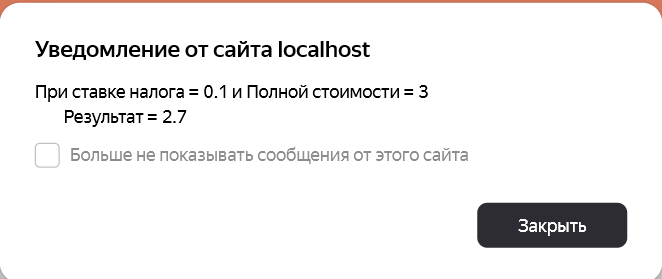 Уведомление от сайта localhost
При ставке налога = 0.1 и Полной стоимости = 3
Результат = 2.7
Больше не показывать сообщения от этого сайта
Закрыть